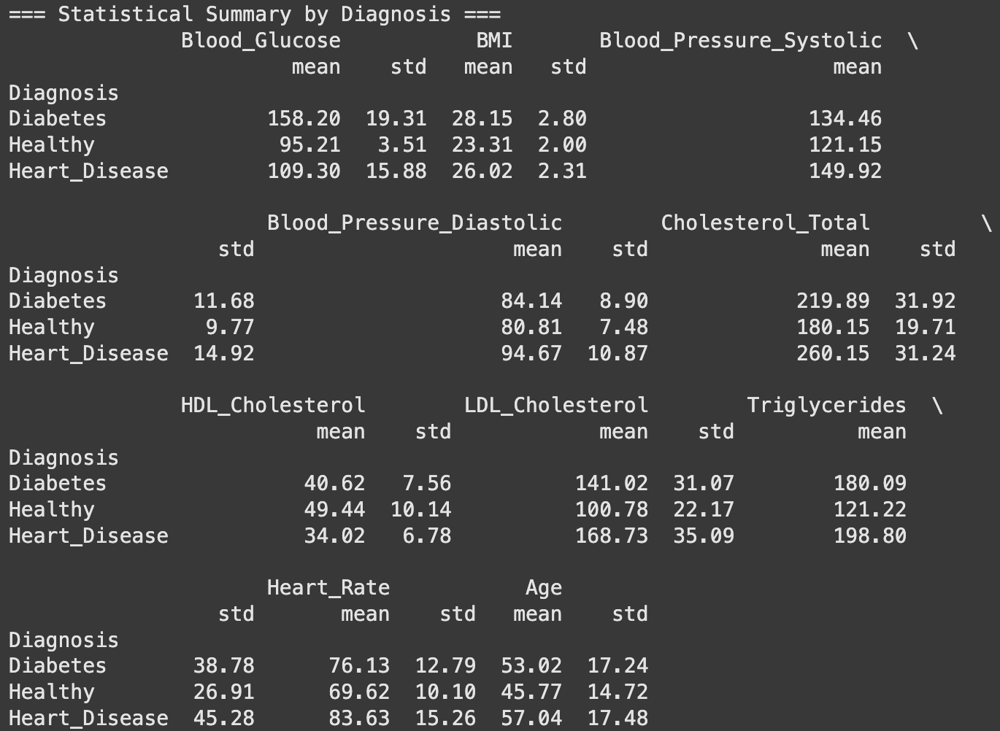 === Statistical Summary by Diagnosis ===
              Blood_Glucose           BMI       Blood_Pressure_Systolic  \
                       mean    std   mean   std                    mean
Diagnosis
Diabetes             158.20  19.31  28.15  2.80                  134.46
Healthy               95.21   3.51  23.31  2.00                  121.15
Heart_Disease        109.30  15.88  26.02  2.31                  149.92

                     Blood_Pressure_Diastolic        Cholesterol_Total         \
                 std                     mean    std              mean    std
Diagnosis
Diabetes       11.68                    84.14   8.90            219.89  31.92
Healthy         9.77                    80.81   7.48            180.15  19.71
Heart_Disease  14.92                    94.67  10.87            260.15  31.24

              HDL_Cholesterol        LDL_Cholesterol        Triglycerides  \
                         mean    std            mean    std          mean
Diagnosis
Diabetes                40.62   7.56          141.02  31.07        180.09
Healthy                 49.44  10.14          100.78  22.17        121.22
Heart_Disease           34.02   6.78          168.73  35.09        198.80

                     Heart_Rate           Age
                 std       mean    std   mean    std
Diagnosis
Diabetes       38.78      76.13  12.79  53.02  17.24
Healthy        26.91      69.62  10.10  45.77  14.72
Heart_Disease  45.28      83.63  15.26  57.04  17.48